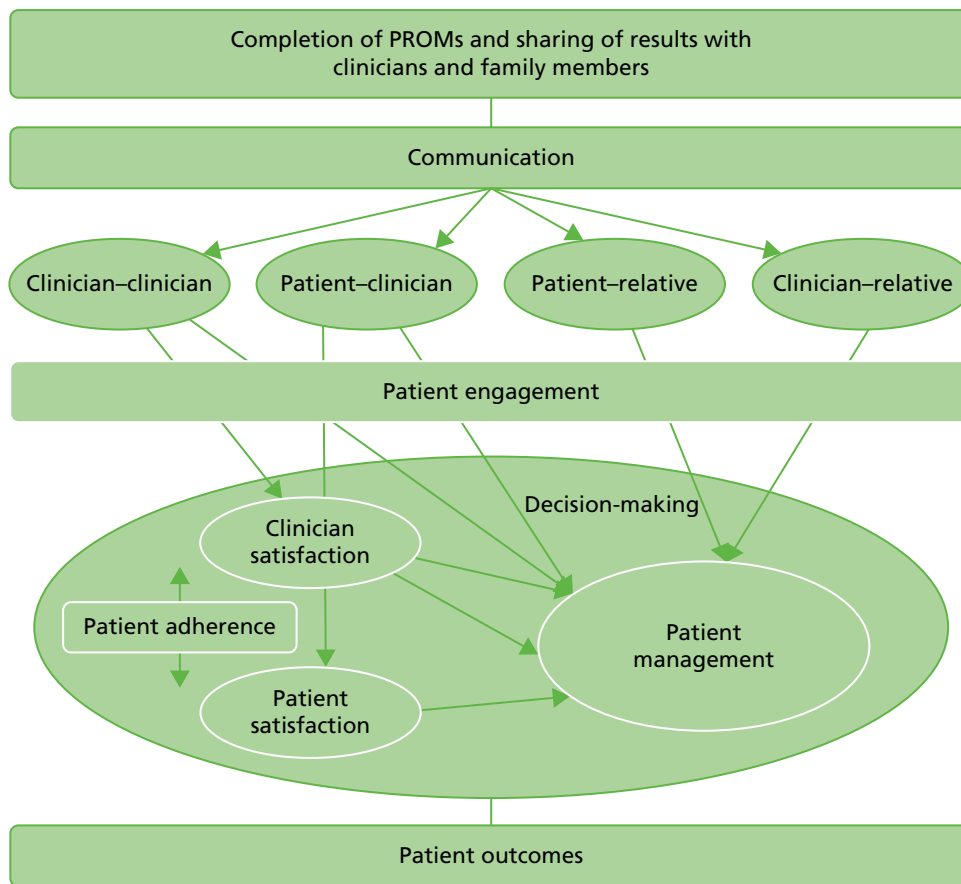 Completion of PROMs and sharing of results with
clinicians and family members
Communication
Clinician–clinician
Patient–clinician
Patient–relative
Clinician–relative
Patient engagement
Decision-making
Clinician
satisfaction
Patient adherence
Patient
management
Patient
satisfaction
Patient outcomes